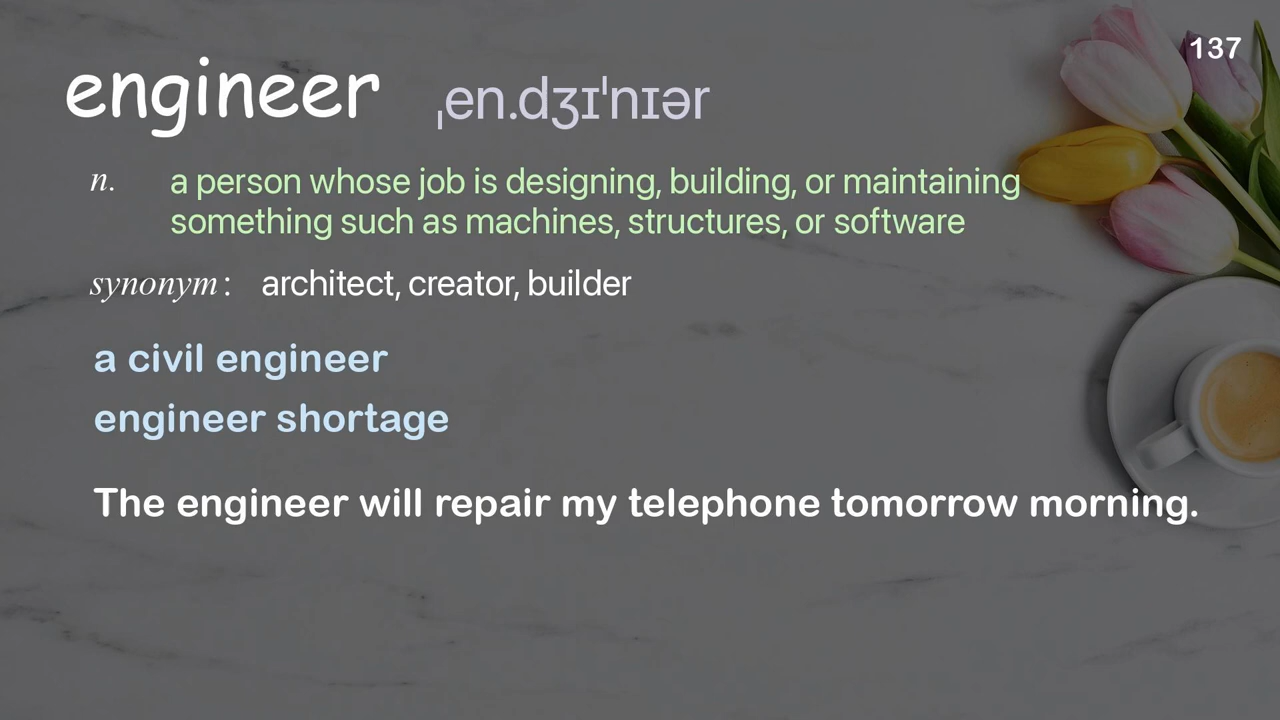 137
engineer ˌen.dʒɪˈnɪər
n. a person whose job is designing, building, or maintaining
something such as machines, structures, or software
synonym: architect, creator, builder
a civil engineer
engineer shortage
The engineer will repair my telephone tomorrow morning.